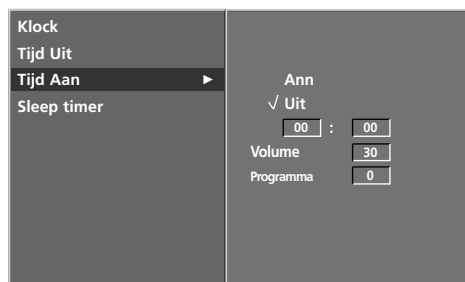 Klock
Tijd Uit
Tijd Aan ►
Sleep timer
Ann
√ Uit
00 : 00
Volume 30
Programma 0